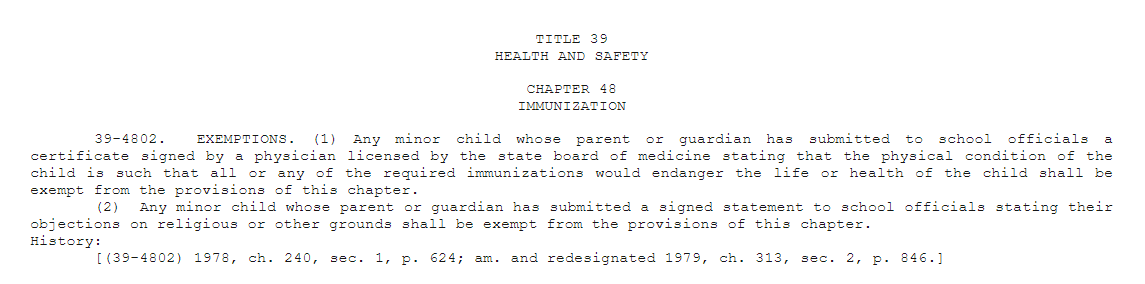 TITLE 39
HEALTH AND SAFETY
CHAPTER 48
IMMUNIZATION
39-4802. EXEMPTIONS. (1) Any minor child whose parent or guardian has submitted to school officials a
certificate signed by a physician licensed by the state board of medicine stating that the physical condition of the
child is such that all or any of the required immunizations would endanger the life or health of the child shall be
exempt from the provisions of this chapter.
(2) Any minor child whose parent or guardian has submitted a signed statement to school officials stating their
objections on religious or other grounds shall be exempt from the provisions of this chapter.
History:
[(39-4802) 1978, ch. 240, sec. 1, p. 624; am. and redesignated 1979, ch. 313, sec. 2, p. 846.]